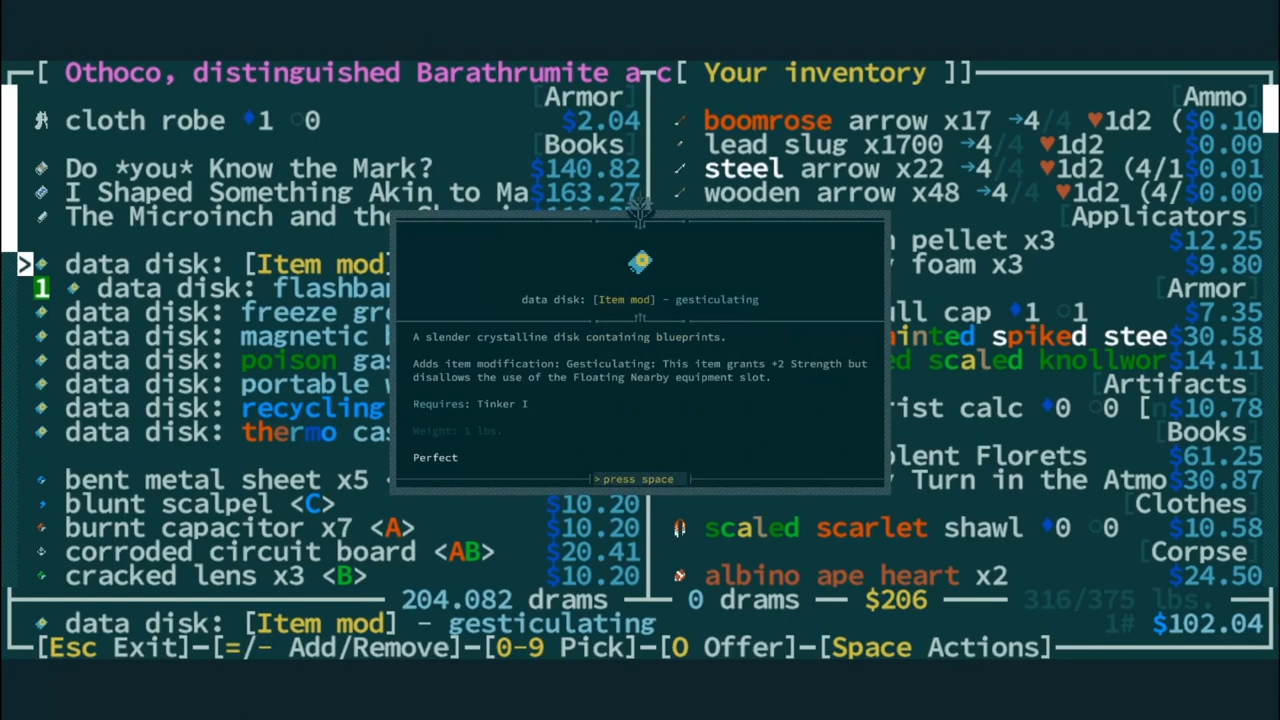 [ Othoco, distinguished Barathrumite a c[ Your inventory ]]
[Armor] [Ammo]
cloth robe ♦1 ○0 $2.04 boomrose arrow x17 →4/4 ♥1d2 ( $0.10
[Books] lead slug x1700 →4/4 ♥1d2 $0.00
Do *you* Know the Mark? $140.82 steel arrow x22 →4/4 ♥1d2 (4/1 $0.01
I Shaped Something Akin to Ma $163.27 wooden arrow x48 →4/4 ♥1d2 (4/ $0.00
The Microinch and the [Applicators]
pellet x3 $12.25
> data disk: [Item mod] foam x3 $9.80
1 data disk: flashba [Armor]
data disk: freeze gr cap ♦1 ○1 $7.35
data disk: magnetic ainted spiked stee $30.58
data disk: poison ga scaled knollwor $14.11
data disk: portable [Artifacts]
data disk: recycling rist calc ♦0 ○0 [ $10.78
data disk: thermo ca [Books]
Florets $61.25
bent metal sheet x5 Turn in the Atmo $30.87
blunt scalpel <C> $10.20 [Clothes]
burnt capacitor x7 <A> $10.20 scaled scarlet shawl ♦0 ○0 $10.58
corroded circuit board <AB> $20.41 [Corpse]
cracked lens x3 <B> $10.20 albino ape heart x2 $24.50
data disk: [Item mod] - gesticulating
A slender crystalline disk containing blueprints.
Adds item modification: Gesticulating: This item grants +2 Strength but
disallows the use of the Floating Nearby equipment slot.
Requires: Tinker I
Weight: 1 lbs.
Perfect
>press space
204.082 drams 0 drams — $206 316/375 lbs.
data disk: [Item mod] - gesticulating 1# $102.04
[Esc Exit]—[=/- Add/Remove]—[0-9 Pick]—[O Offer]—[Space Actions]